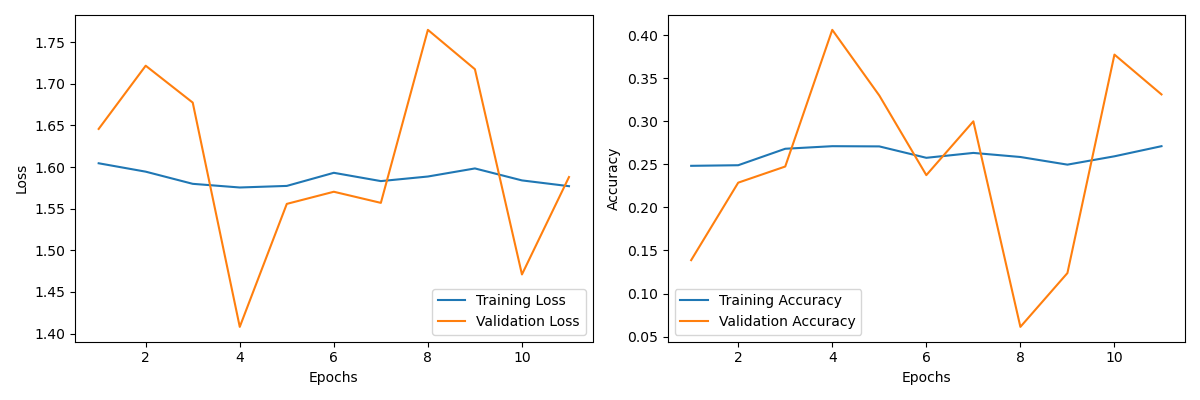 1.75
1.70
1.65
1.60
1.55
1.50
1.45
1.40
Loss
2 4 6 8 10
Epochs
Training Loss
Validation Loss
0.40
0.35
0.30
0.25
0.20
0.15
0.10
0.05
Accuracy
2 4 6 8 10
Epochs
Training Accuracy
Validation Accuracy